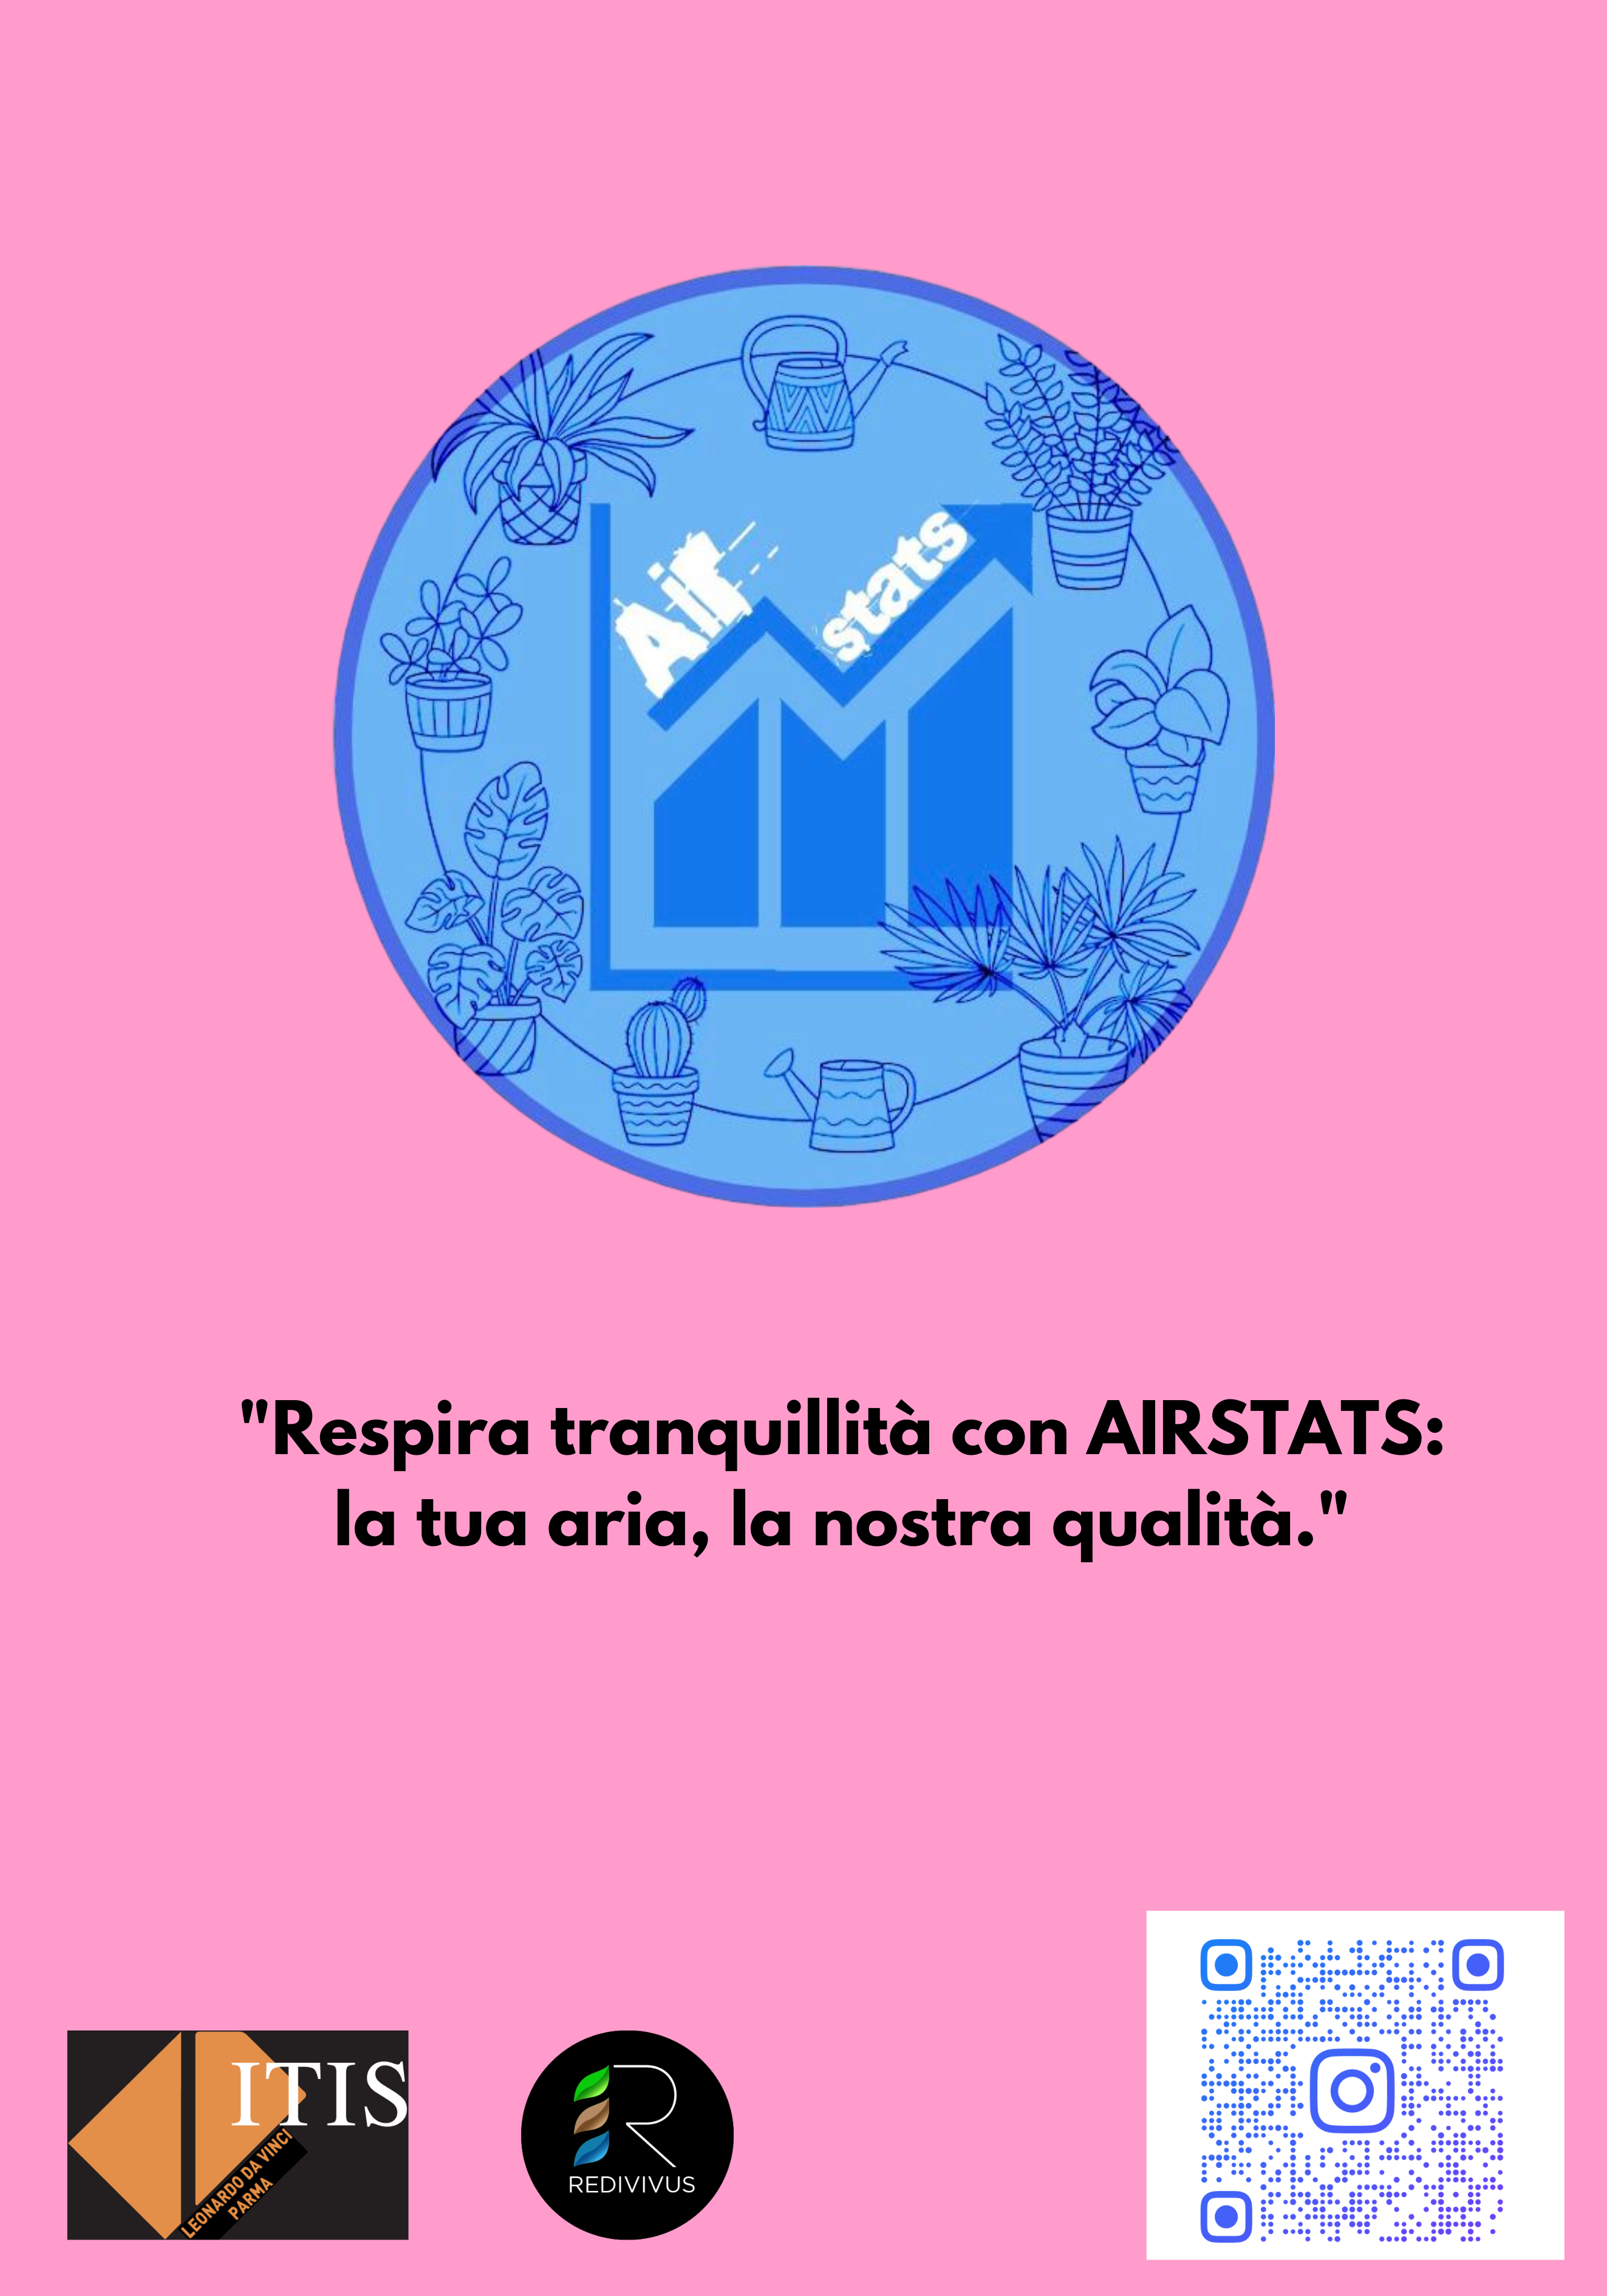 Air
stats
"Respira tranquillità con AIRSTATS:
la tua aria, la nostra qualità."
ITIS
LEONARDO DA VINCI
PARMA
R
REDIVIVUS